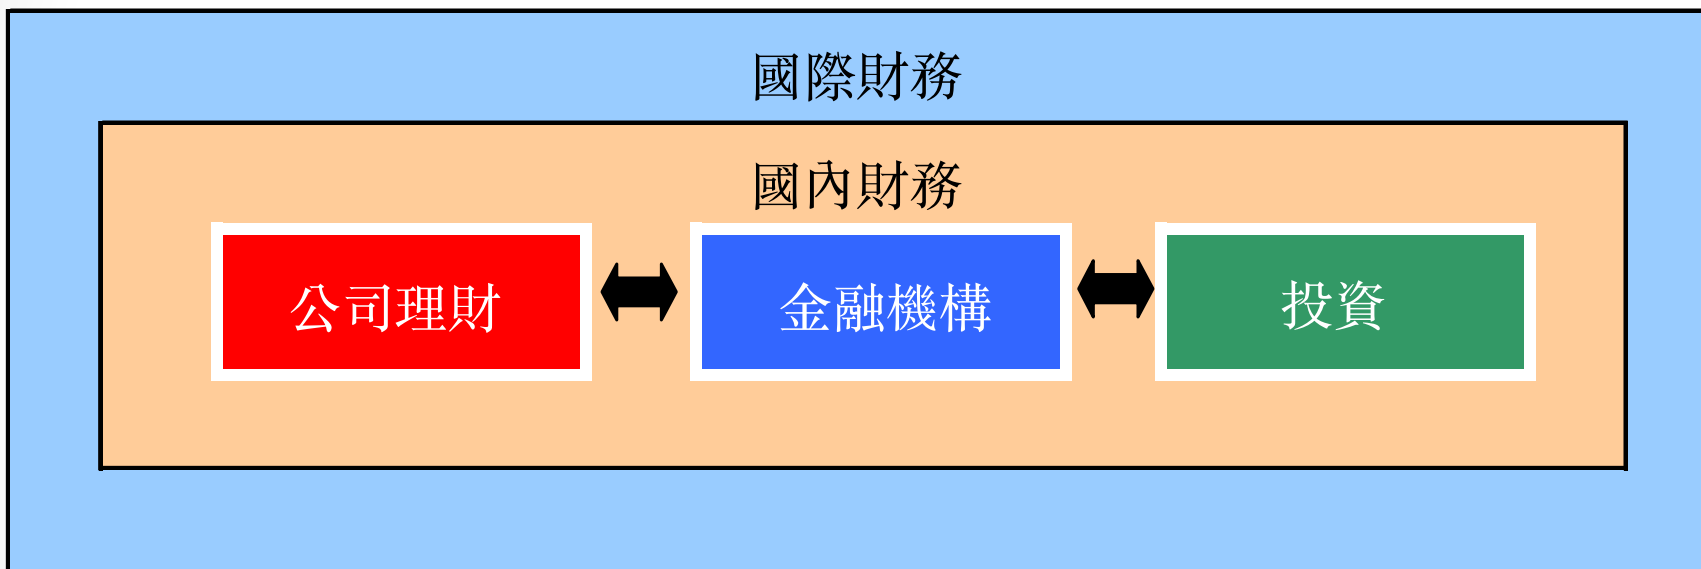 國際財務
國內財務
公司理財
金融機構
投資